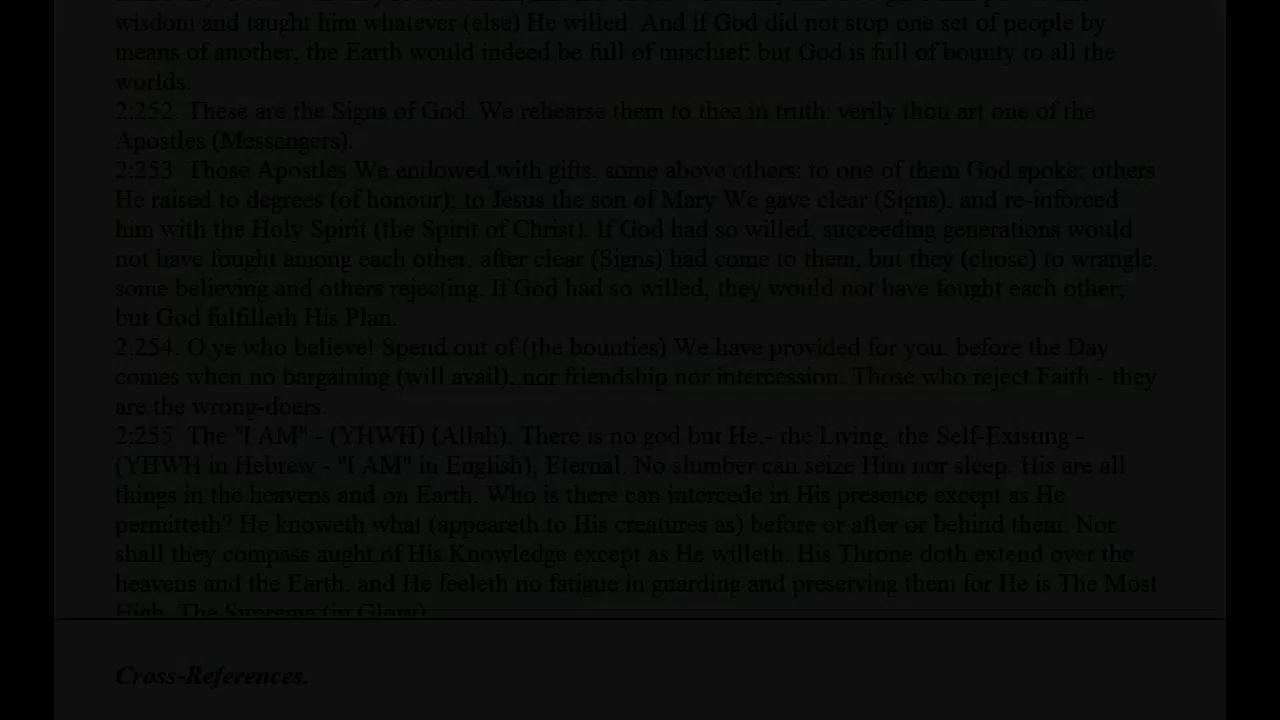 wisdom and taught him whatever (else) He willed. And if God did not stop one set of people by
means of another, the Earth would indeed be full of mischief: but God is full of bounty to all the
worlds.
2:252. These are the Signs of God: We rehearse them to thee in truth: verily thou art one of the
Apostles (Messengers).
2:253. Those Apostles We endowed with gifts, some above others: to one of them God spoke; others
He raised to degrees (of honour); to Jesus the son of Mary We gave clear (Signs), and re-inforced
him with the Holy Spirit (the Spirit of Christ). If God had so willed, succeeding generations would
not have fought among each other, after clear (Signs) had come to them, but they (chose) to wrangle,
some believing and others rejecting. If God had so willed, they would not have fought each other;
but God fulfilleth His Plan.
2:254. O ye who believe! Spend out of (the bounties) We have provided for you, before the Day
comes when no bargaining (will avail), nor friendship nor intercession. Those who reject Faith - they
are the wrong-doers.
2:255. The "I AM" - (YHWH) (Allah). There is no god but He,- the Living, the Self-Existing -
(YHWH in Hebrew - "I AM" in English), Eternal. No slumber can seize Him nor sleep. His are all
things in the heavens and on Earth. Who is there can intercede in His presence except as He
permitteth? He knoweth what (appeareth to His creatures as) before or after or behind them. Nor
shall they compass aught of His Knowledge except as He willeth. His Throne doth extend over the
heavens and the Earth, and He feeleth no fatigue in guarding and preserving them for He is The Most
High, The Supreme (in Glory).
Cross-References.